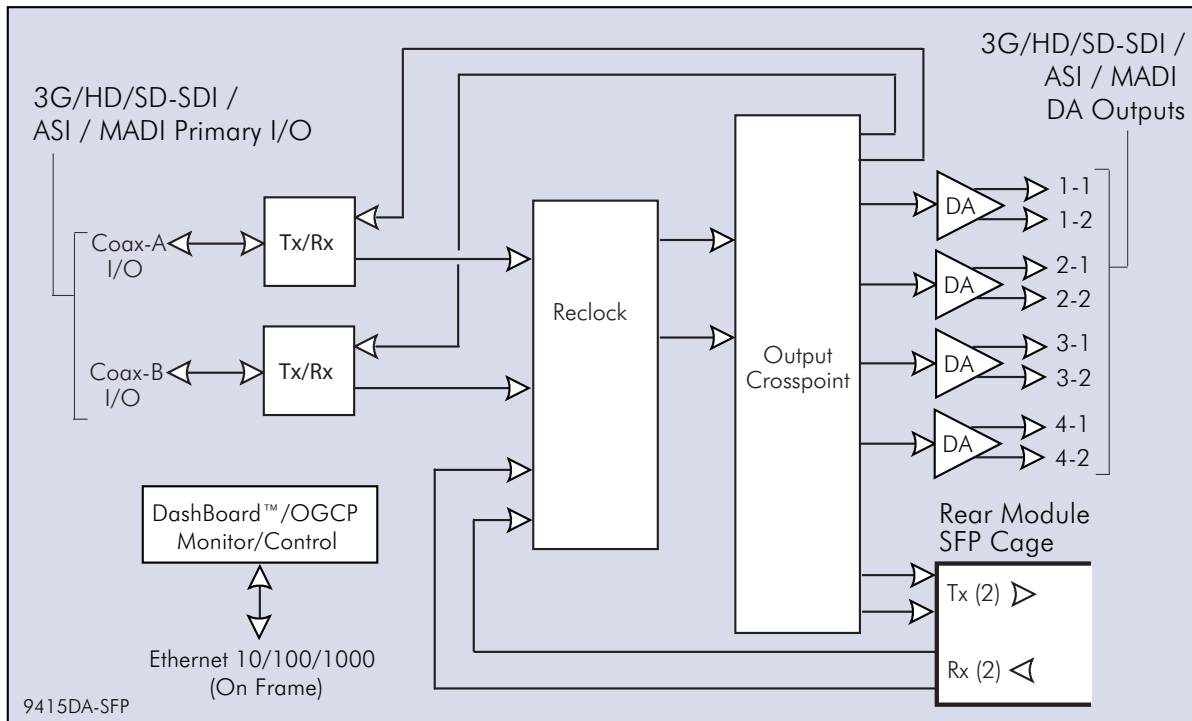 3G/HD/SD-SDI /
ASI / MADI Primary I/O
3G/HD/SD-SDI /
ASI / MADI
DA Outputs
Coax-A
I/O
Tx/Rx
Coax-B
I/O
Tx/Rx
Reclock
Output
Crosspoint
DA
1-1
1-2
DA
2-1
2-2
DA
3-1
3-2
DA
4-1
4-2
DashBoard™/OGCP
Monitor/Control
Ethernet 10/100/1000
(On Frame)
Rear Module
SFP Cage
Tx (2)
Rx (2)
9415DA-SFP